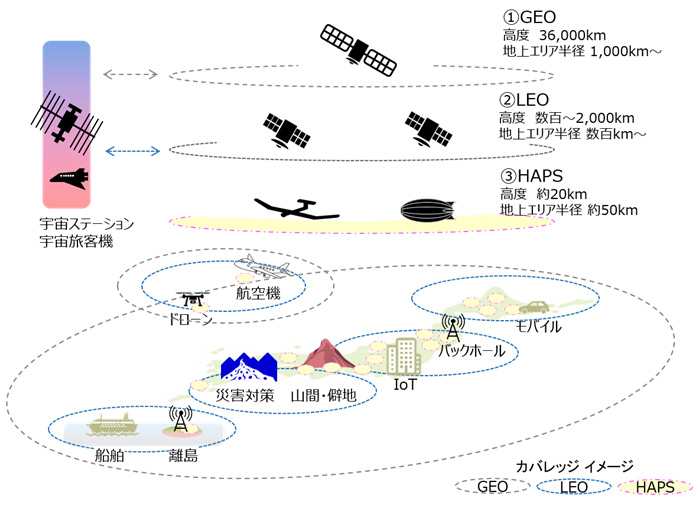 ①GEO
高度 36,000km
地上エリア半径 1,000km～
②LEO
高度 数百～2,000km
地上エリア半径 数百km～
③HAPS
高度 約20km
地上エリア半径 約50km
宇宙ステーション
宇宙旅客機
航空機
ドローン
モバイル
バックホール
IoT
災害対策 山間・僻地
船舶 離島
カバレッジ イメージ
GEO LEO HAPS